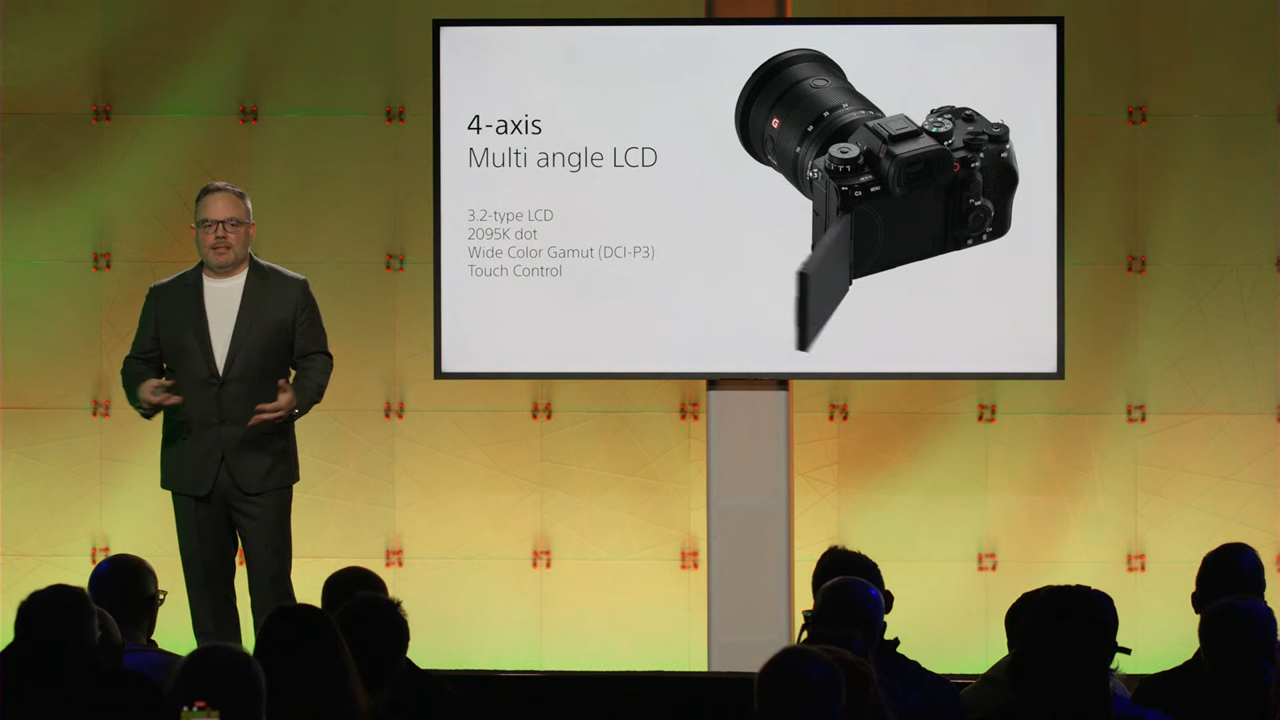 4-axis
Multi angle LCD
3.2-type LCD
2095K dot
Wide Color Gamut (DCI-P3)
Touch Control
G